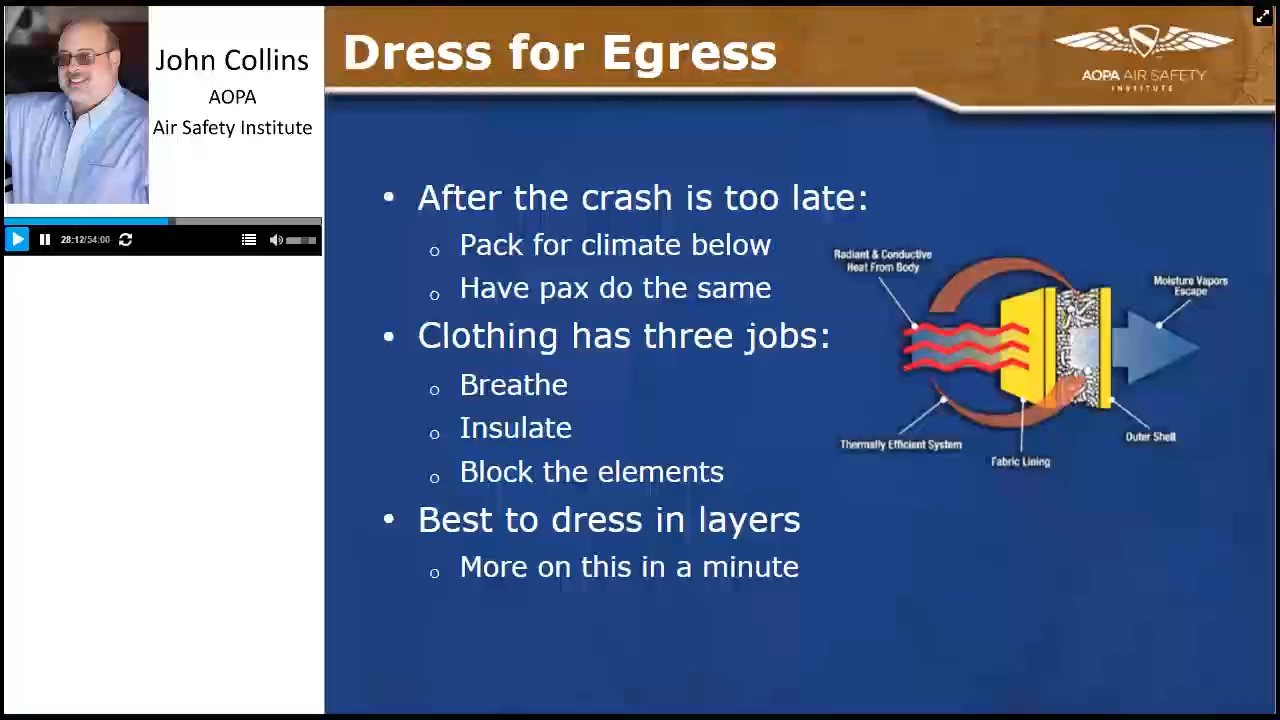 John Collins
AOPA
Air Safety Institute
28:12/54:00
Dress for Egress
AOPA AIR SAFETY
INSTITUTE
• After the crash is too late:
o Pack for climate below
o Have pax do the same
• Clothing has three jobs:
o Breathe
o Insulate
o Block the elements
• Best to dress in layers
o More on this in a minute
Radiant & Conductive
Heat From Body
Moisture Vapors
Escape
Thermally Efficient System
Fabric Lining
Outer Shell